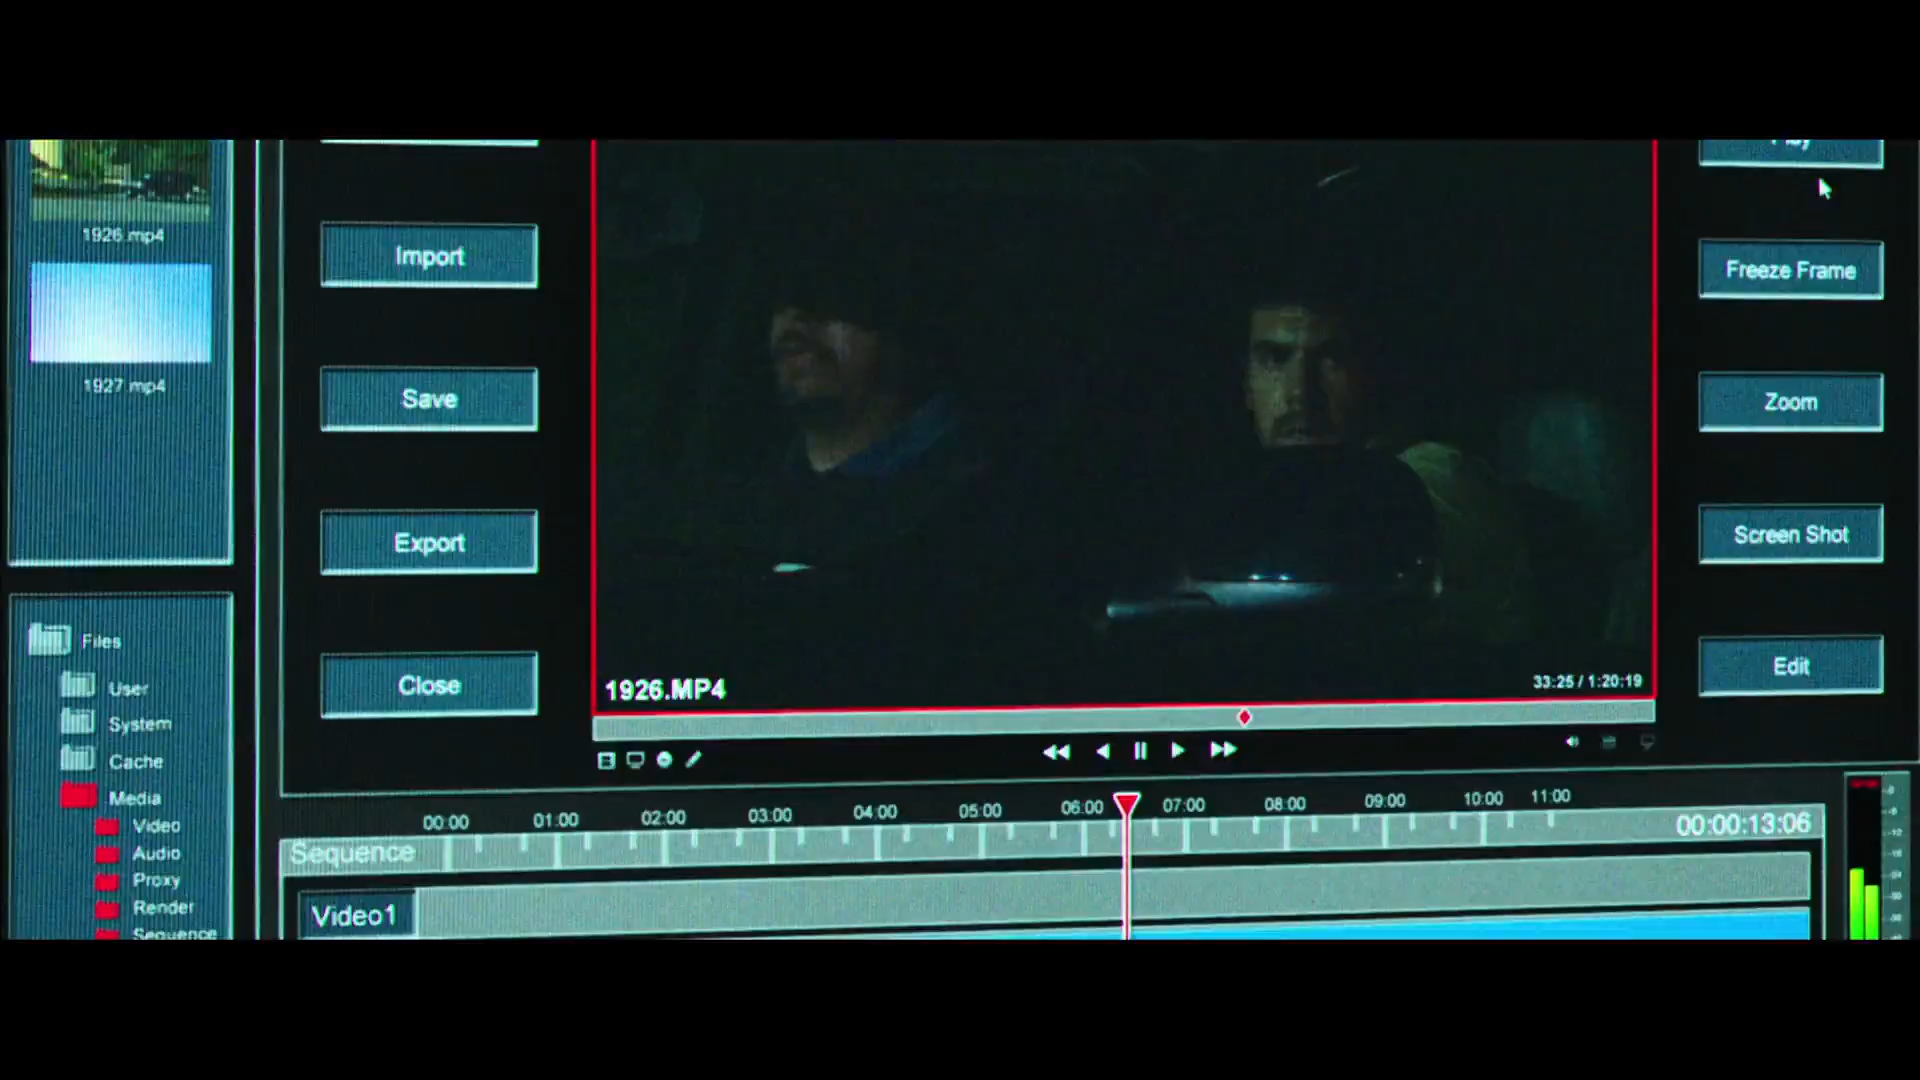 1926.mp4
1927.mp4
Files
User
System
Cache
Media
Video
Audio
Proxy
Render
Sequence
Import
Save
Export
Close
1926.MP4
33:25 / 1:20:19
Play
Freeze Frame
Zoom
Screen Shot
Edit
00:00 01:00 02:00 03:00 04:00 05:00 06:00 07:00 08:00 09:00 10:00 11:00
Sequence
00:00:13:06
Video1